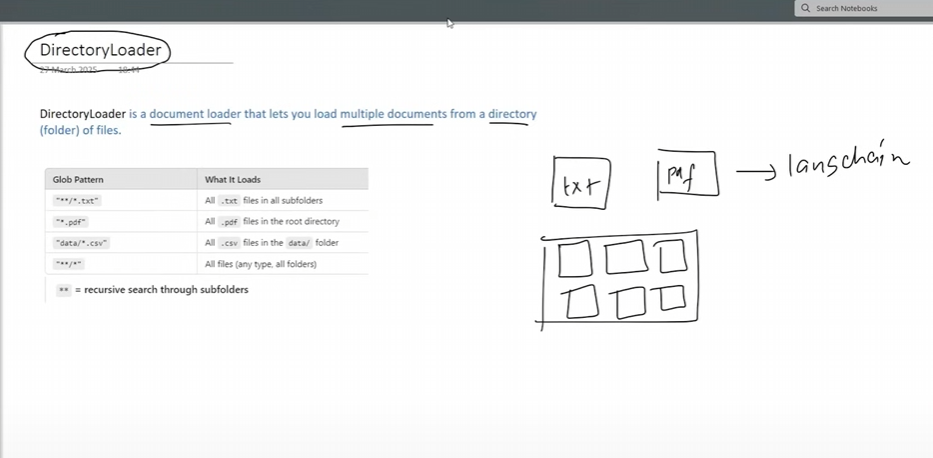 Search Notebooks
DirectoryLoader
27 March 2025 18:44
DirectoryLoader is a document loader that lets you load multiple documents from a directory
(folder) of files.
Glob Pattern What It Loads
"**/*.txt" All .txt files in all subfolders
"*.pdf" All .pdf files in the root directory
"data/*.csv" All .csv files in the data/ folder
"**/*" All files (any type, all folders)
** = recursive search through subfolders
txt
pdf → langchain